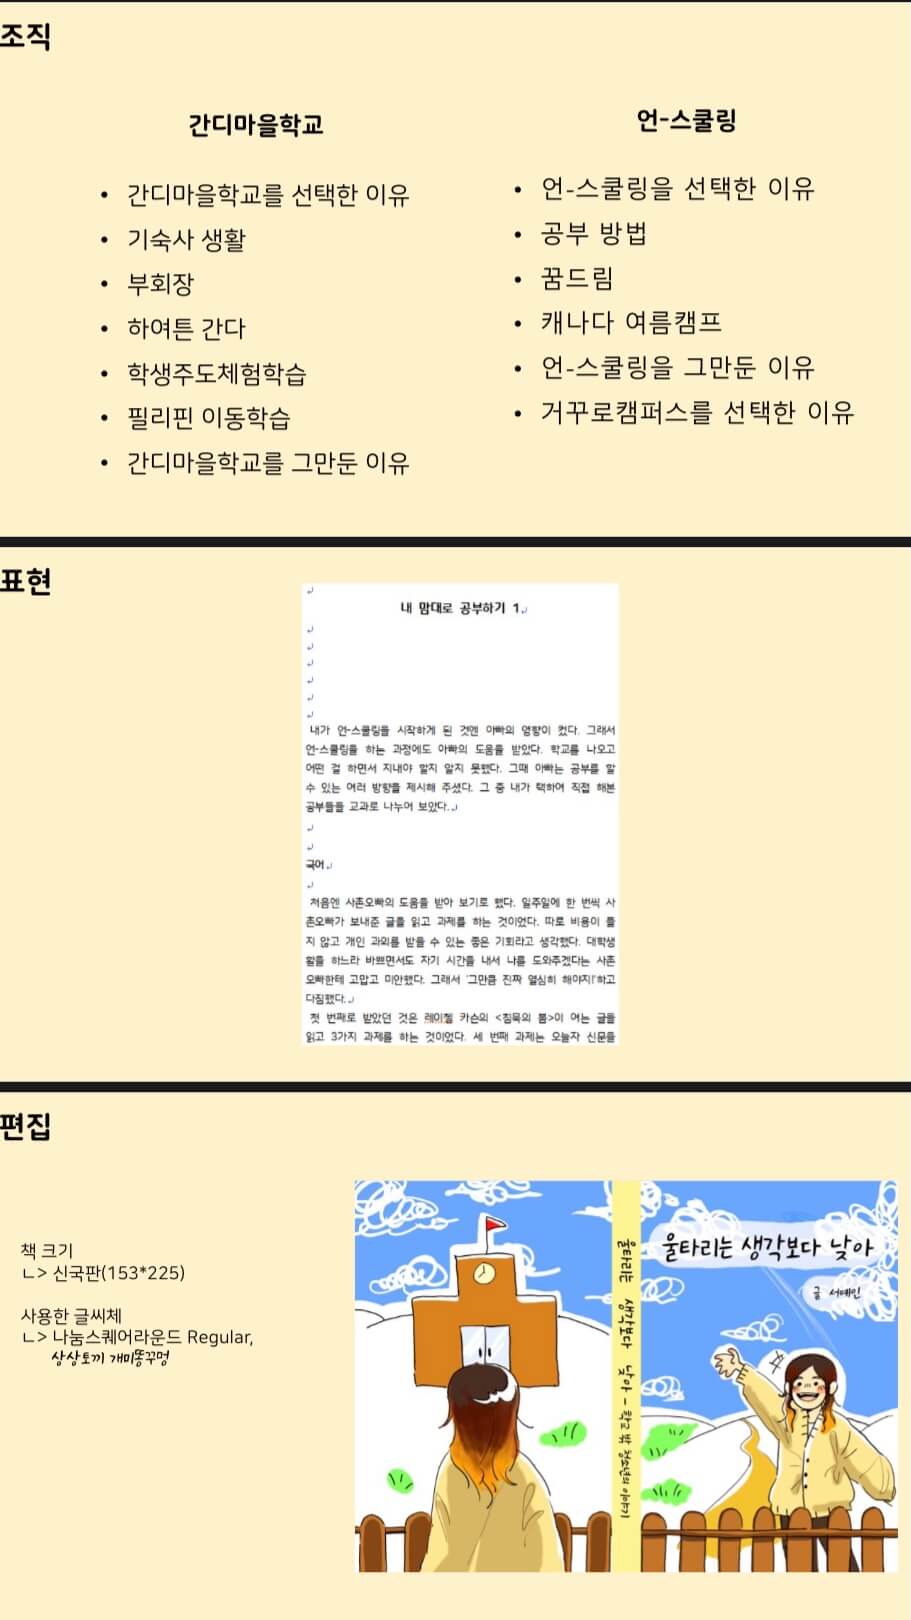 조직
간디마을학교
• 간디마을학교를 선택한 이유
• 기숙사 생활
• 부회장
• 하여튼 간다
• 학생주도체험학습
• 필리핀 이동학습
• 간디마을학교를 그만둔 이유
언-스쿨링
• 언-스쿨링을 선택한 이유
• 공부 방법
• 꿈드림
• 캐나다 여름캠프
• 언-스쿨링을 그만둔 이유
• 거꾸로캠퍼스를 선택한 이유
표현
내 맘대로 공부하기 1
내가 언-스쿨링을 시작하게 된 것엔 아빠의 영향이 컸다. 그래서
언-스쿨링을 하는 과정에도 아빠의 도움을 받았다. 학교를 나오고
어떤 걸 하면서 지내야 할지 알지 못했다. 그때 아빠는 공부를 할
수 있는 여러 방향을 제시해 주셨다. 그 중 내가 택하여 직접 해본
공부들을 교과로 나누어 보았다.
국어
처음엔 사촌오빠의 도움을 받아 보기로 했다. 일주일에 한 번씩 사
촌오빠가 보내준 글을 읽고 과제를 하는 것이었다. 따로 비용이 들
지 않고 개인 과외를 받을 수 있는 좋은 기회라고 생각했다. 대학생
활을 하느라 바쁘면서도 자기 시간을 내서 나를 도와주겠다는 사촌
오빠한테 고맙고 미안했다. 그래서 '그만큼 진짜 열심히 해야지!'하고
다짐했다.
첫 번째로 받았던 것은 레이첼 카슨의 <침묵의 봄>이 여는 글을
읽고 3가지 과제를 하는 것이었다. 세 번째 과제는 오늘자 신문을
편집
책 크기
ㄴ> 신국판(153*225)
사용한 글씨체
ㄴ> 나눔스퀘어라운드 Regular,
상상토끼 개미똥꾸멍
울타리는 생각보다 낮아 - 학교 밖 청소년의 이야기
울타리는 생각보다 낮아
글 서예인